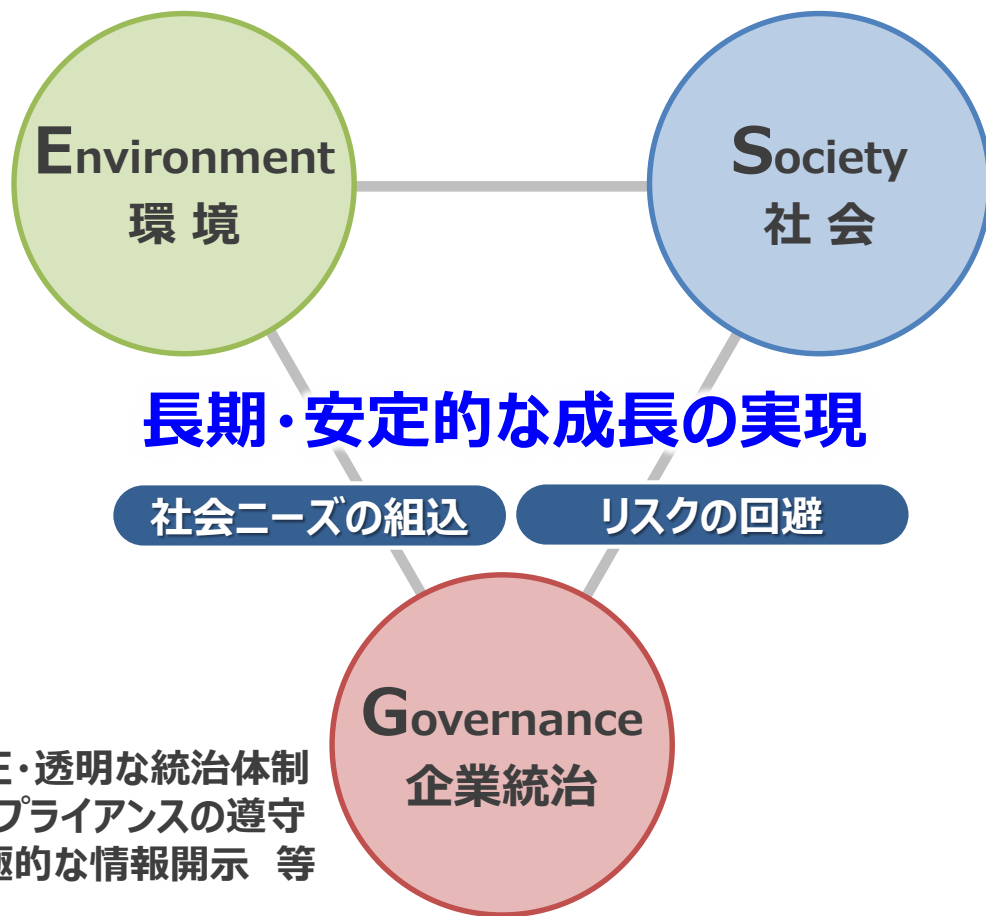 Environment
環 境
Society
社 会
長期・安定的な成長の実現
社会ニーズの組込
リスクの回避
Governance
企業統治
正・透明な統治体制
プライアンスの遵守
的な情報開示 等